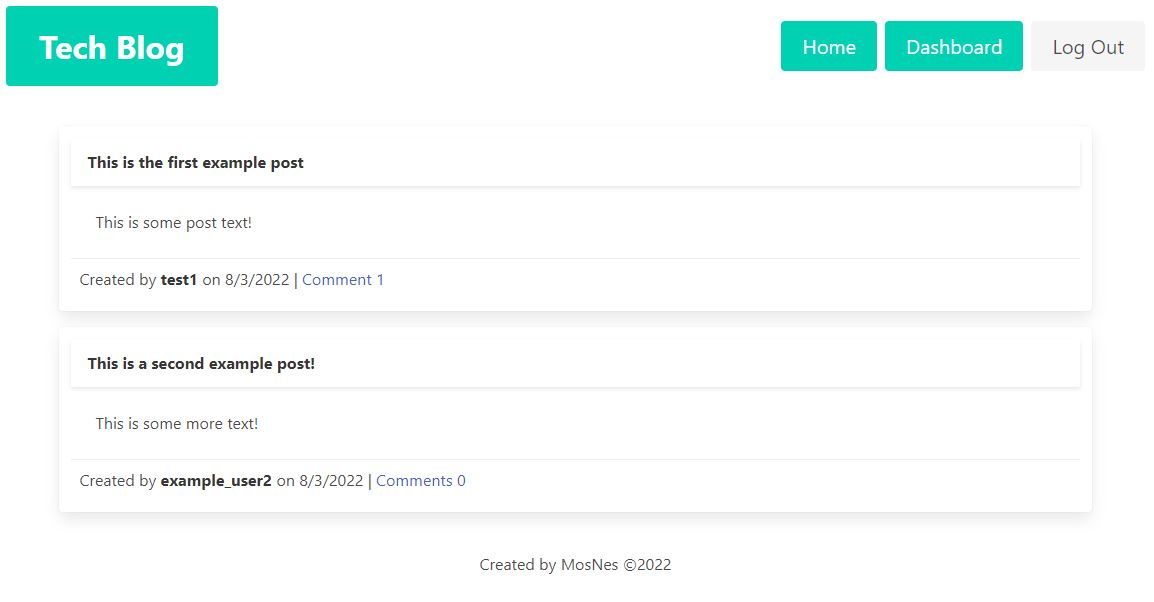 Tech Blog
Home Dashboard Log Out
This is the first example post
This is some post text!
Created by test1 on 8/3/2022 | Comment 1
This is a second example post!
This is some more text!
Created by example_user2 on 8/3/2022 | Comments 0
Created by MosNes ©2022